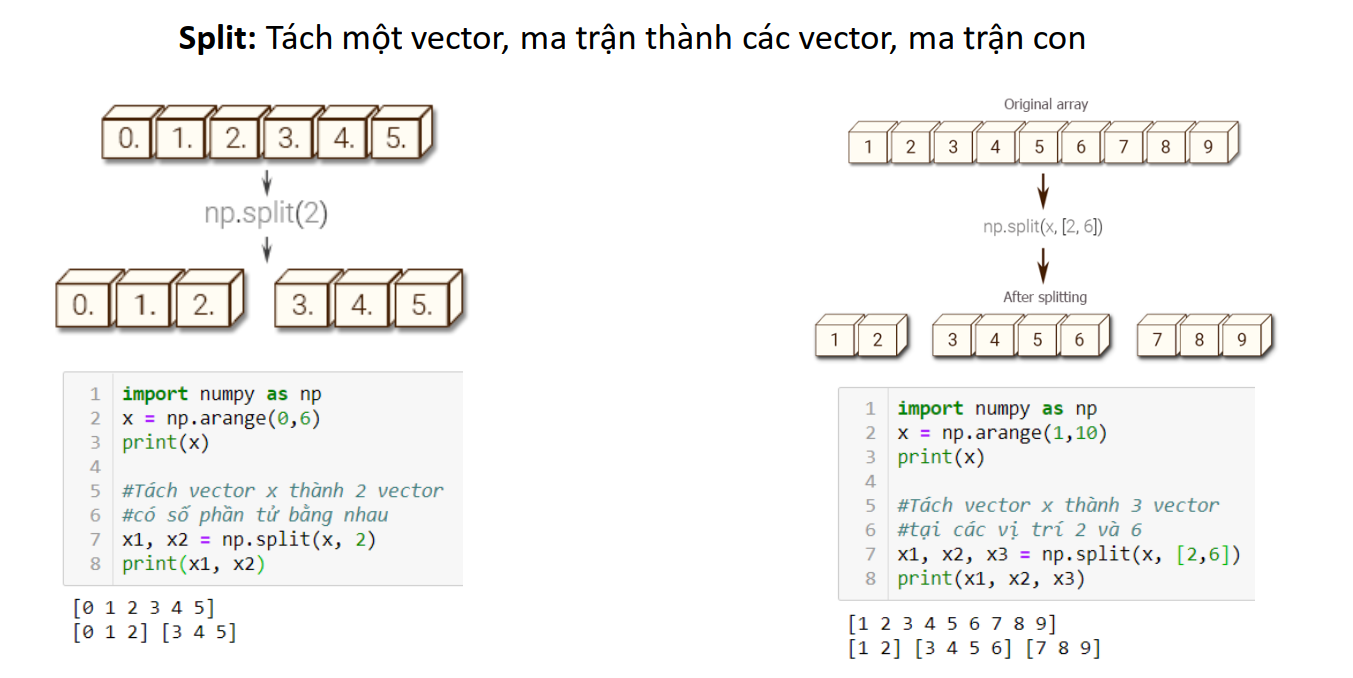 Split: Tách một vector, ma trận thành các vector, ma trận con
0. 1. 2. 3. 4. 5.
np.split(2)
0. 1. 2. 3. 4. 5.
1 import numpy as np
2 x = np.arange(0,6)
3 print(x)
4
5 #Tách vector x thành 2 vector
6 #có số phần tử bằng nhau
7 x1, x2 = np.split(x, 2)
8 print(x1, x2)
[0 1 2 3 4 5]
[0 1 2] [3 4 5]
Original array
1 2 3 4 5 6 7 8 9
np.split(x, [2, 6])
After splitting
1 2 3 4 5 6 7 8 9
1 import numpy as np
2 x = np.arange(1,10)
3 print(x)
4
5 #Tách vector x thành 3 vector
6 #tại các vị trí 2 và 6
7 x1, x2, x3 = np.split(x, [2,6])
8 print(x1, x2, x3)
[1 2 3 4 5 6 7 8 9]
[1 2] [3 4 5 6] [7 8 9]